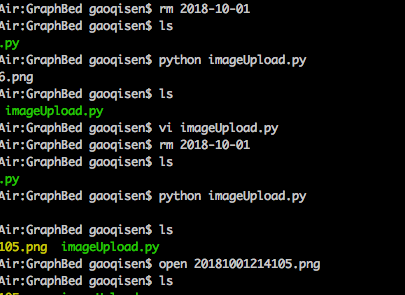 Air:GraphBed gaoqisen$ rm 2018-10-01
Air:GraphBed gaoqisen$ ls
.py
Air:GraphBed gaoqisen$ python imageUpload.py
6.png
Air:GraphBed gaoqisen$ ls
imageUpload.py
Air:GraphBed gaoqisen$ vi imageUpload.py
Air:GraphBed gaoqisen$ rm 2018-10-01
Air:GraphBed gaoqisen$ ls
.py
Air:GraphBed gaoqisen$ python imageUpload.py
Air:GraphBed gaoqisen$ ls
105.png imageUpload.py
Air:GraphBed gaoqisen$ open 20181001214105.png
Air:GraphBed gaoqisen$ ls